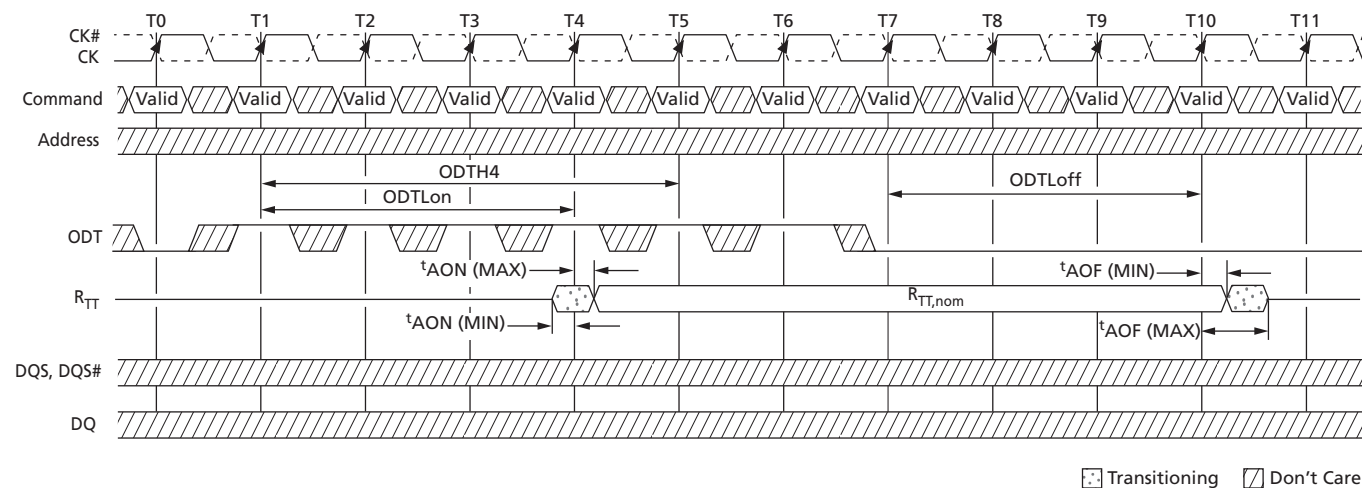 T0 T1 T2 T3 T4 T5 T6 T7 T8 T9 T10 T11
CK#
CK
Command Valid Valid Valid Valid Valid Valid Valid Valid Valid Valid Valid Valid
Address
ODTH4
ODTLoff
ODTLon
ODT
tAON (MAX) tAOF (MIN)
RTT RTT,nom
tAON (MIN) tAOF (MAX)
DQS, DQS#
DQ
Transitioning Don't Care